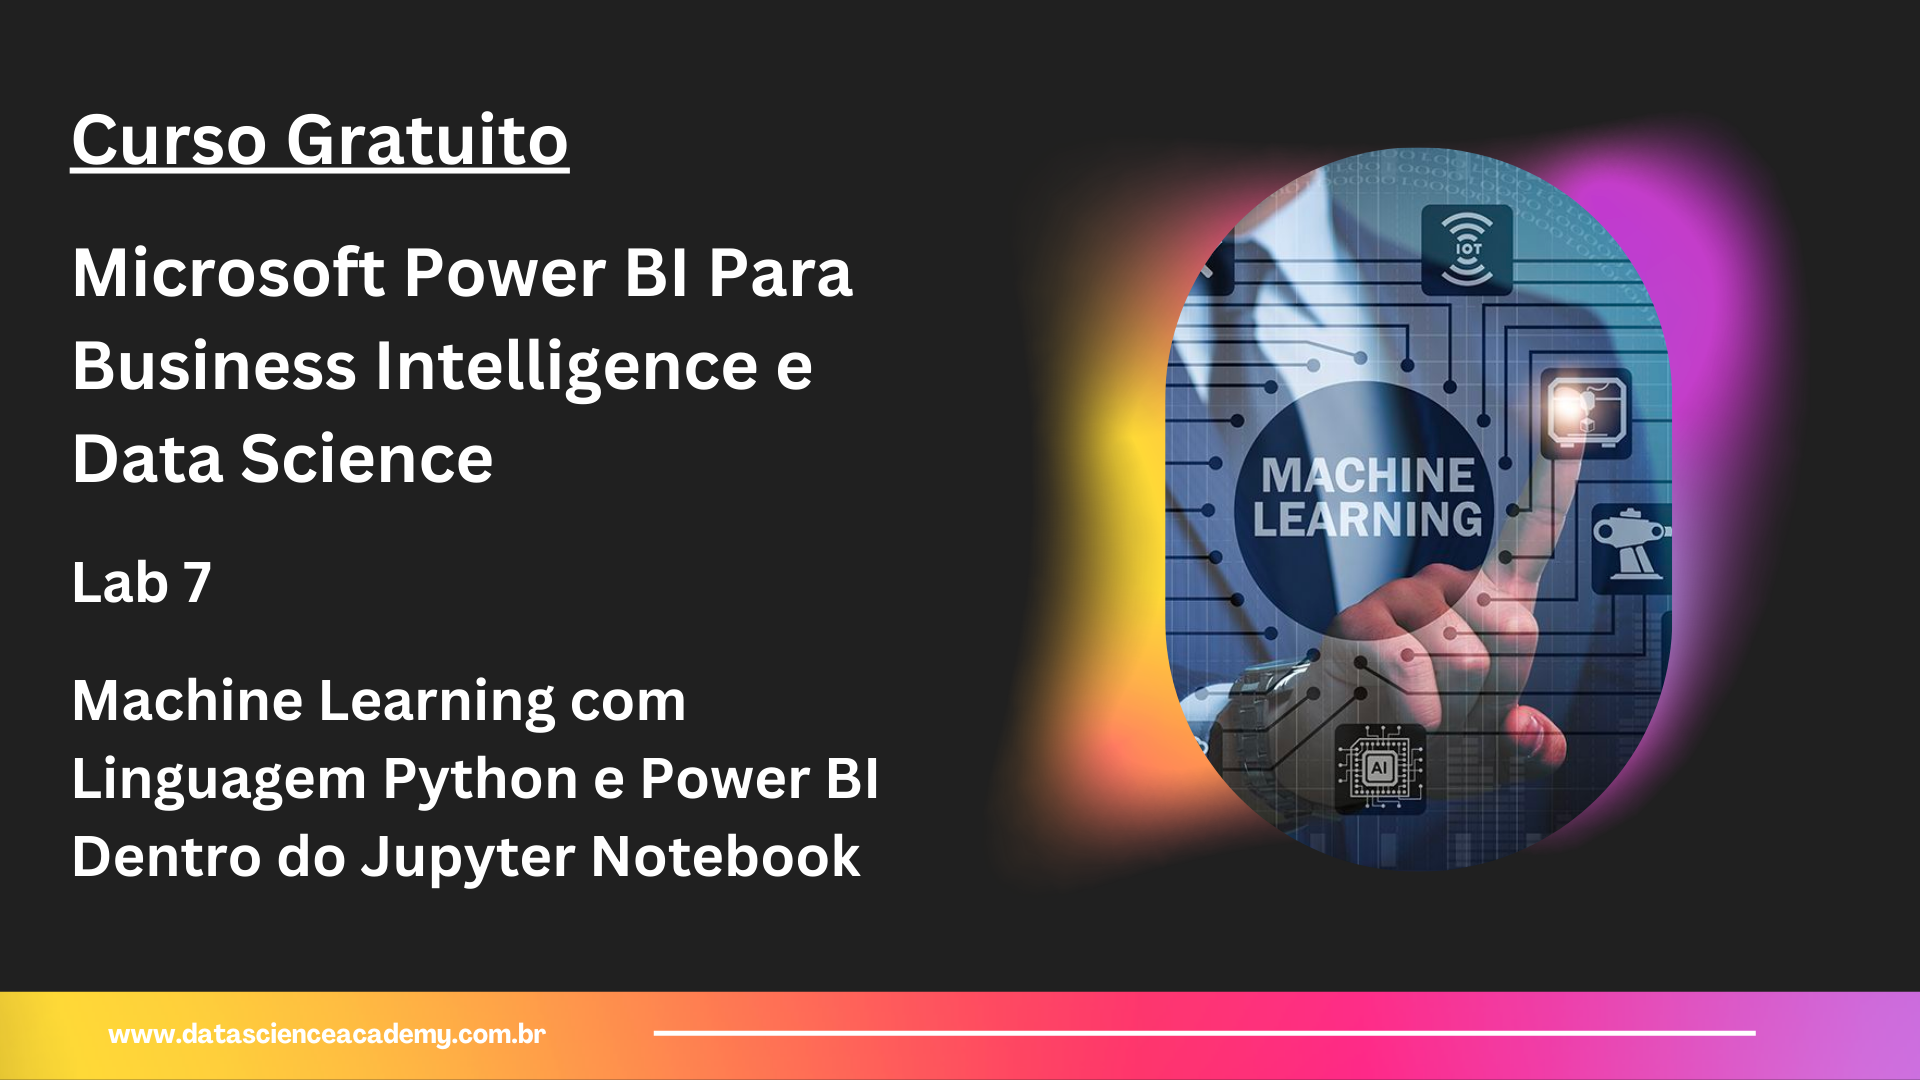 Curso Gratuito
Microsoft Power BI Para
Business Intelligence e
Data Science
Lab 7
Machine Learning com
Linguagem Python e Power BI
Dentro do Jupyter Notebook
IOT
MACHINE
LEARNING
AI
www.datascienceacademy.com.br